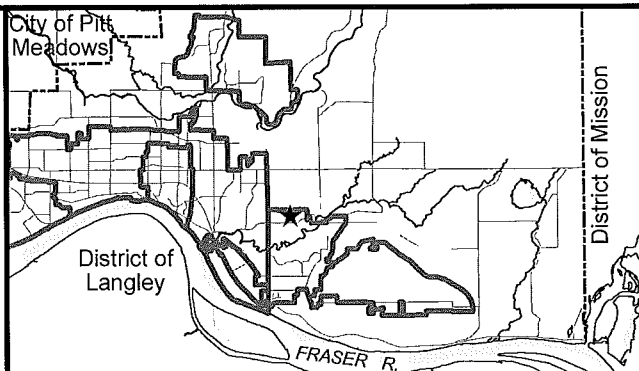 City of Pitt
Meadows
District of Mission
District of
Langley
FRASER R.